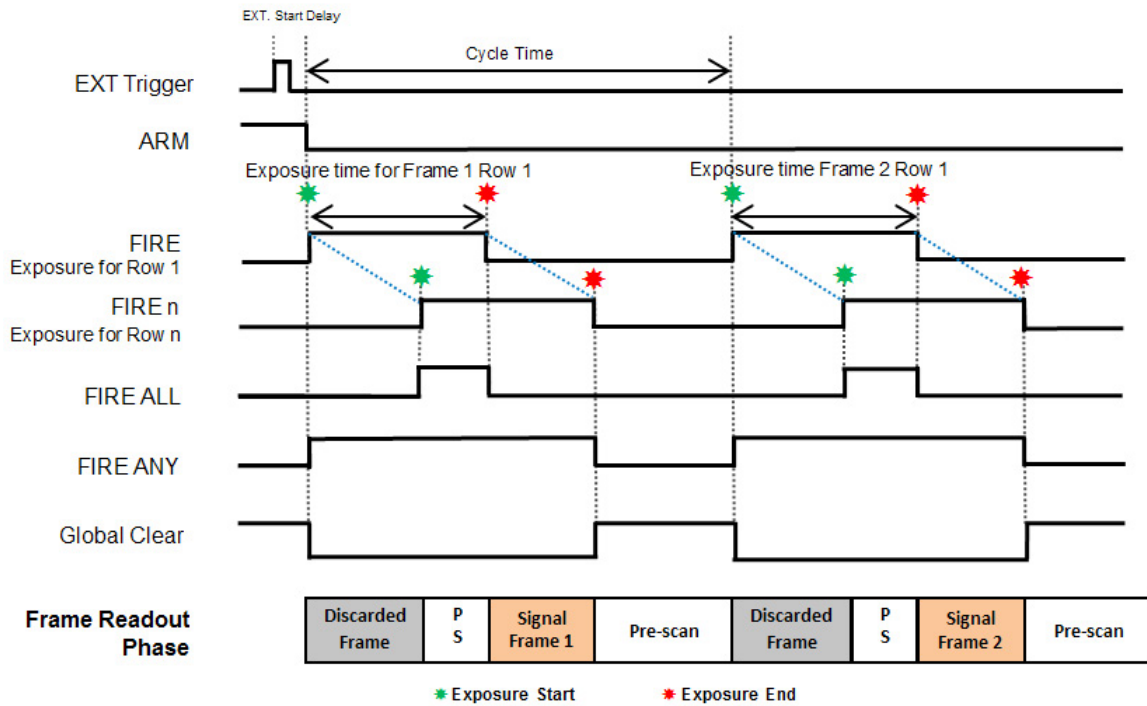 EXT. Start Delay
Cycle Time
EXT Trigger
ARM
Exposure time for Frame 1 Row 1
Exposure time Frame 2 Row 1
FIRE
Exposure for Row 1
FIRE n
Exposure for Row n
FIRE ALL
FIRE ANY
Global Clear
Frame Readout
Phase
Discarded
Frame
P
S
Signal
Frame 1
Pre-scan
Discarded
Frame
P
S
Signal
Frame 2
Pre-scan
Exposure Start
Exposure End